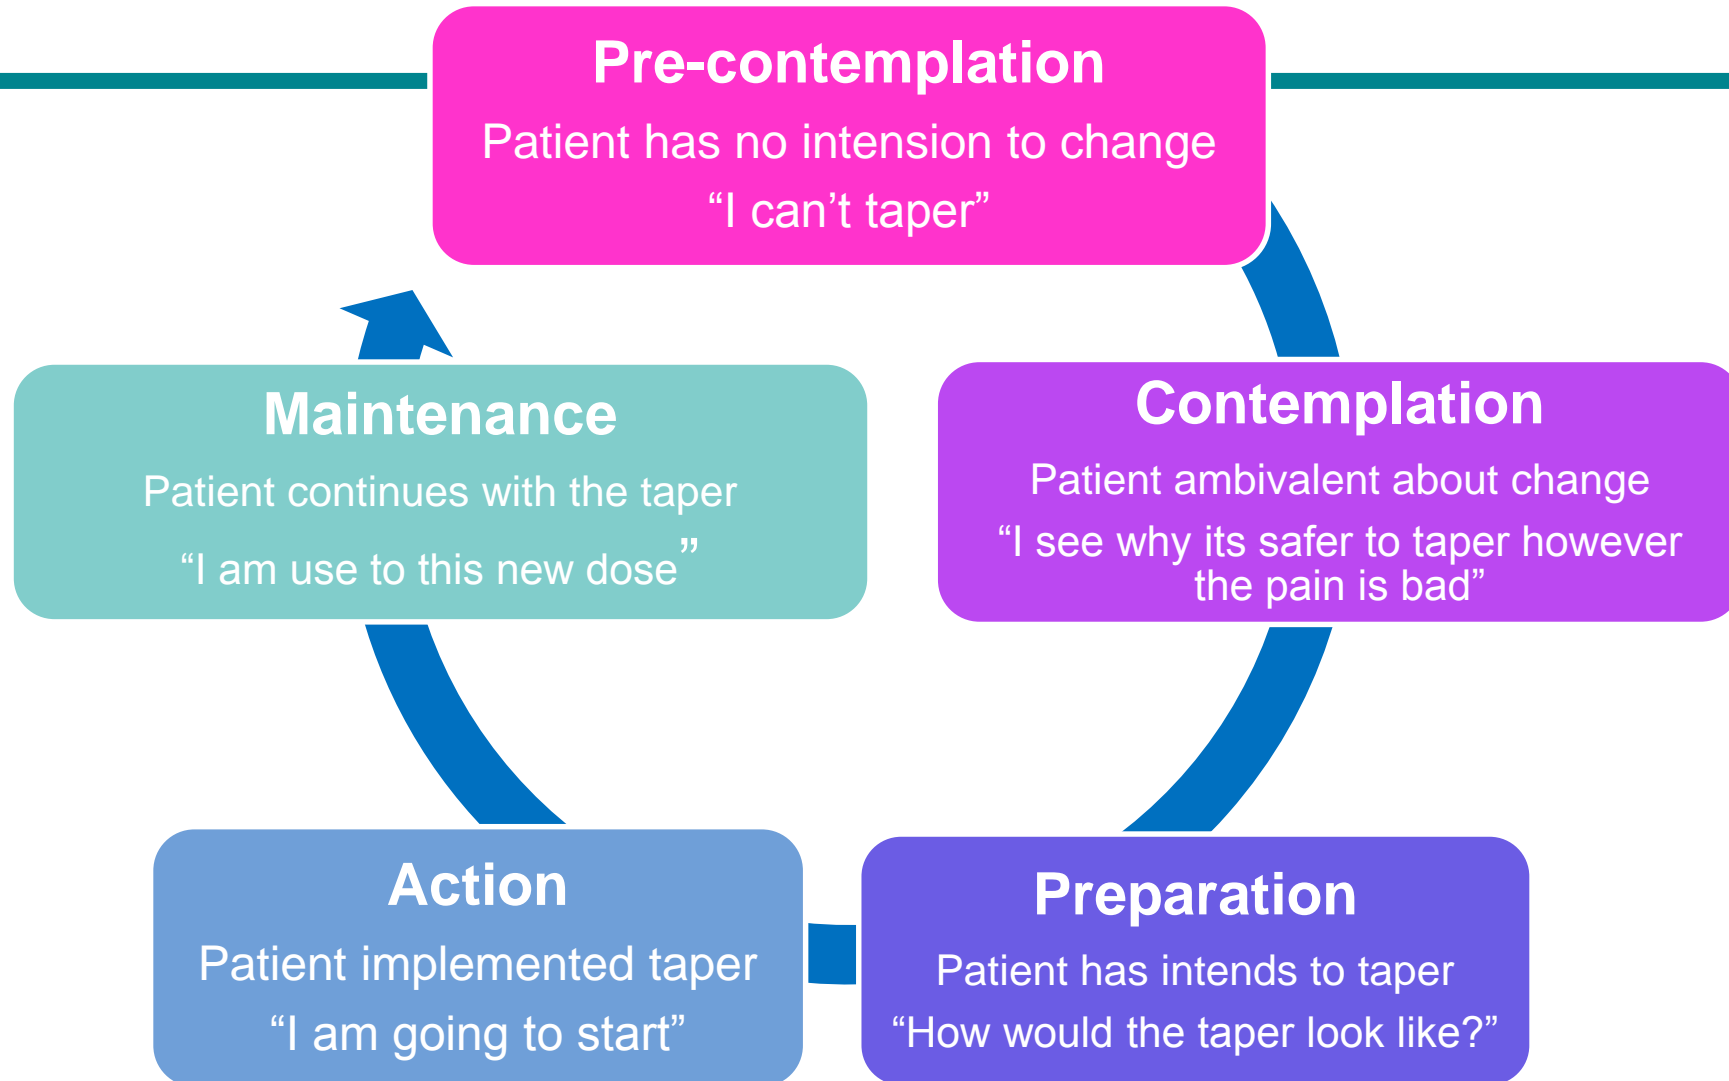 Pre-contemplation
Patient has no intension to change
“I can’t taper”
Contemplation
Patient ambivalent about change
“I see why its safer to taper however
the pain is bad”
Preparation
Patient has intends to taper
“How would the taper look like?”
Action
Patient implemented taper
“I am going to start”
Maintenance
Patient continues with the taper
“I am use to this new dose”